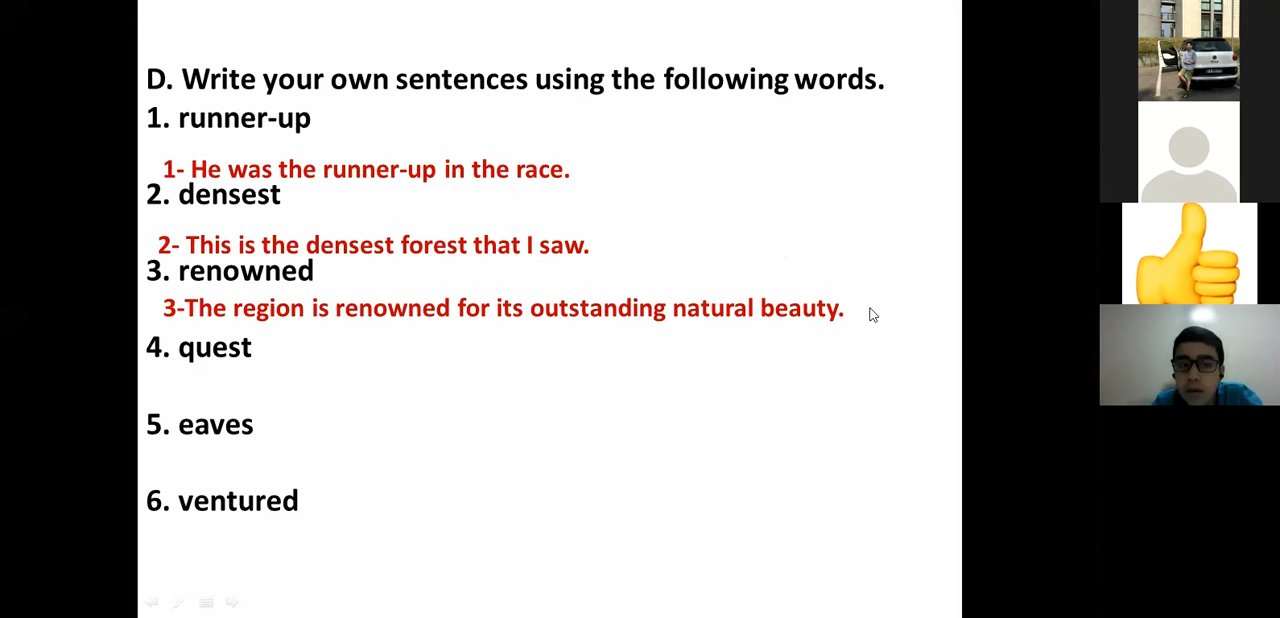 D. Write your own sentences using the following words.
1. runner-up
1- He was the runner-up in the race.
2. densest
2- This is the densest forest that I saw.
3. renowned
3-The region is renowned for its outstanding natural beauty.
4. quest
5. eaves
6. ventured